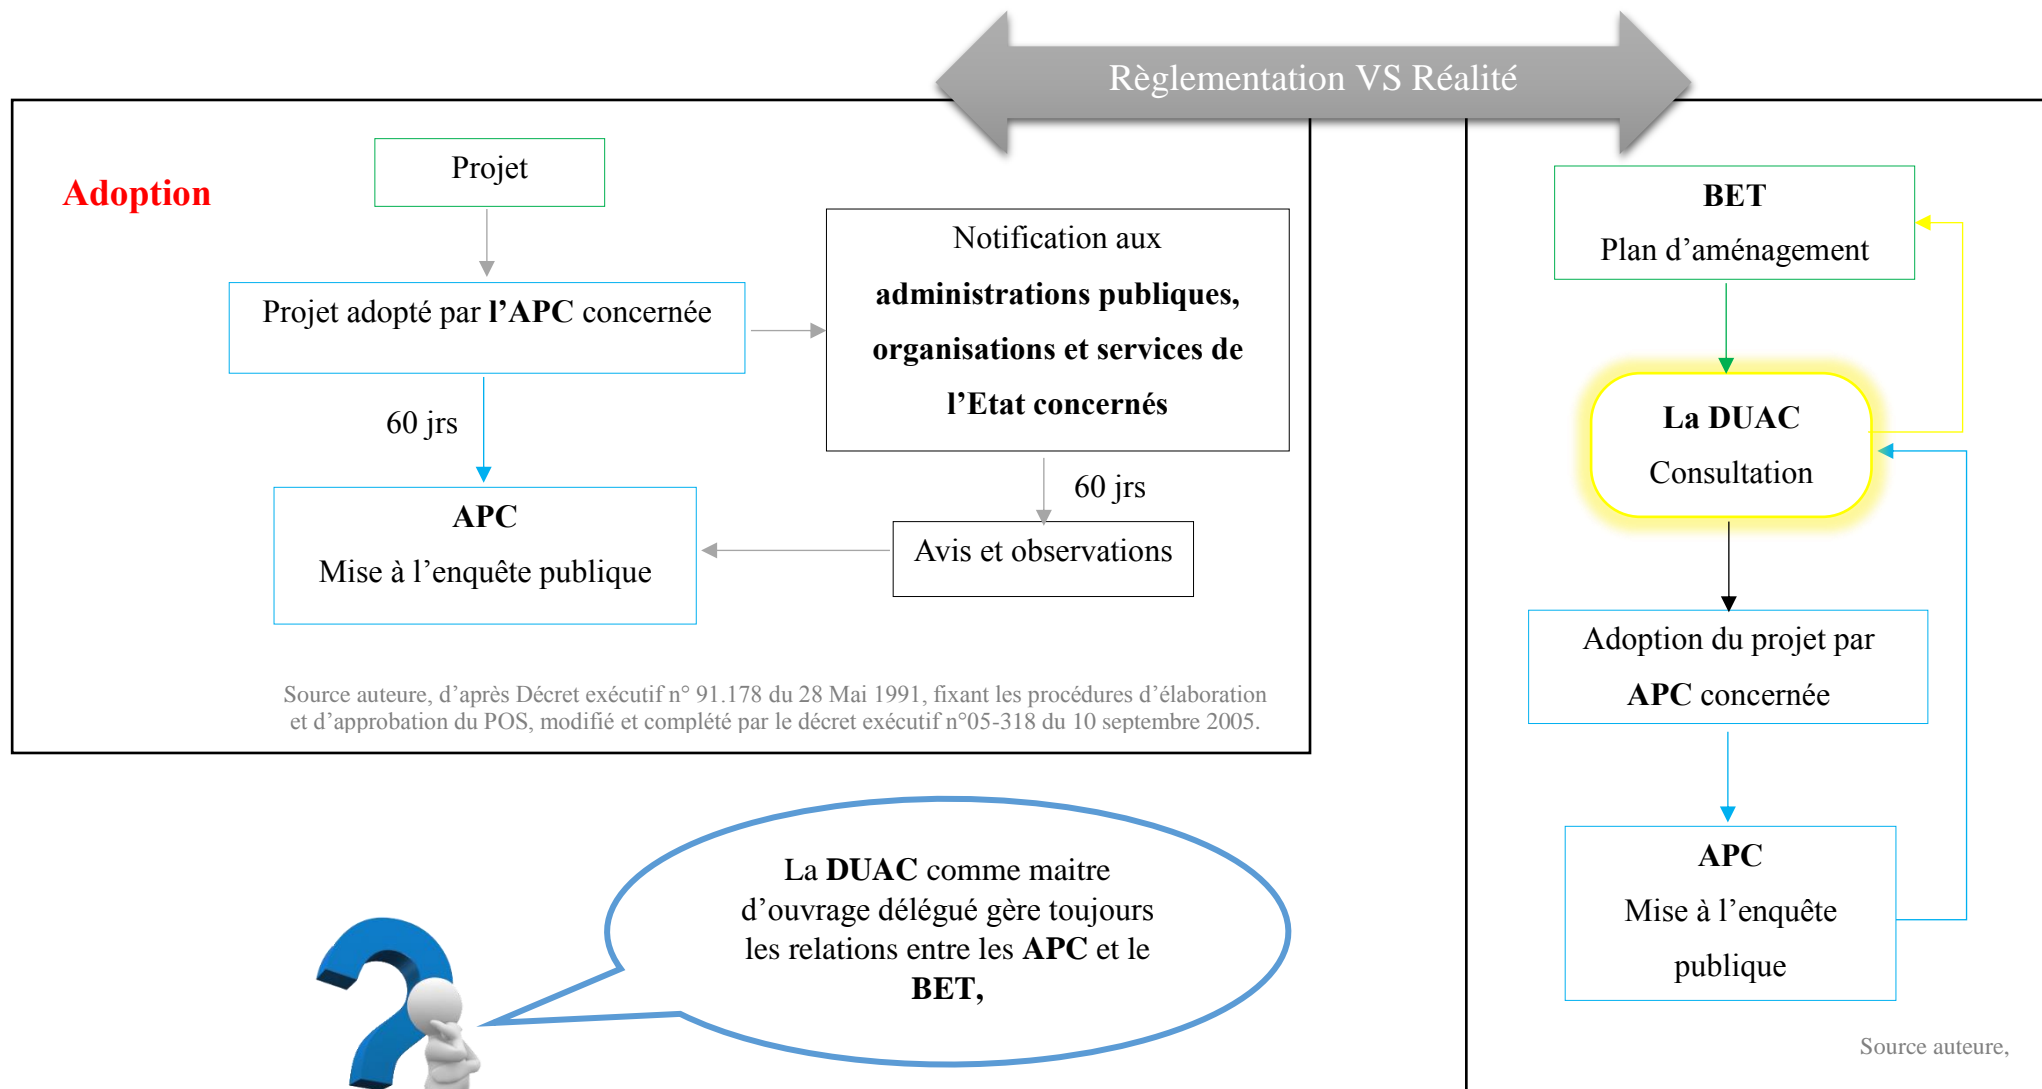 Règlementation VS Réalité
Adoption
Projet
Projet adopté par l’APC concernée
Notification aux
administrations publiques,
organisations et services de
l’Etat concernés
60 jrs
60 jrs
APC
Mise à l’enquête publique
Avis et observations
Source auteure, d’après Décret exécutif n° 91.178 du 28 Mai 1991, fixant les procédures d’élaboration
et d’approbation du POS, modifié et complété par le décret exécutif n°05-318 du 10 septembre 2005.
La DUAC comme maitre
d’ouvrage délégué gère toujours
les relations entre les APC et le
BET,
BET
Plan d’aménagement
La DUAC
Consultation
Adoption du projet par
APC concernée
APC
Mise à l’enquête
publique
Source auteure,